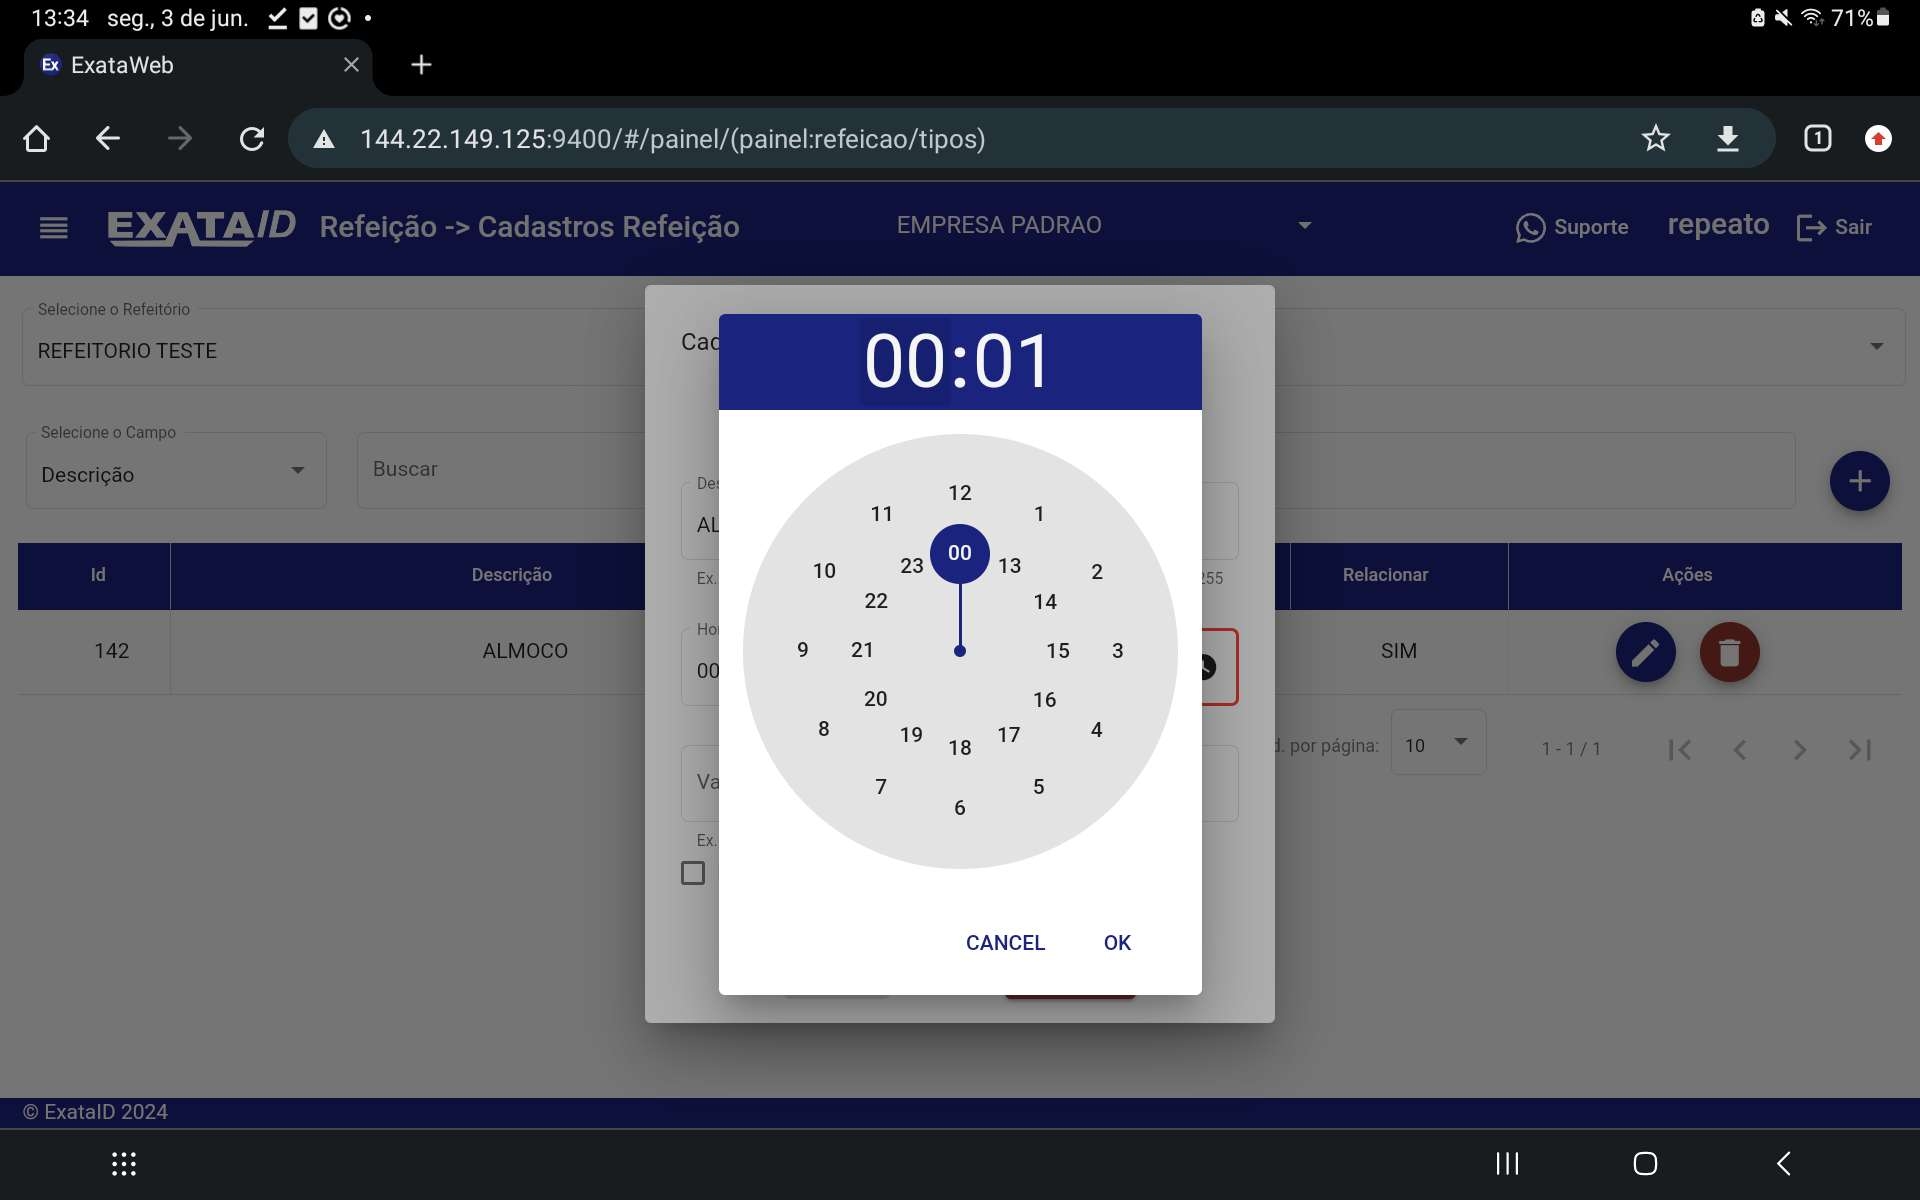 13:34 seg., 3 de jun. 71%
Ex ExataWeb
144.22.149.125:9400/#/painel/(painel:refeicao/tipos) 1
EXATAID Refeição -> Cadastros Refeição EMPRESA PADRAO Suporte repeato Sair
Selecione o Refeitório
REFEITORIO TESTE
Cad
00:01
Selecione o Campo
Descrição
Buscar
Des
AL
Ex.
255
Id Descrição Relacionar Ações
142 ALMOCO SIM
Hor
00
Va
Ex.
12
11 1
00
10 23 13 2
22 14
9 21 15 3
20 16
8 19 18 17 4
7 5
6
CANCEL OK
d. por página: 10 1 - 1 / 1
© ExataID 2024